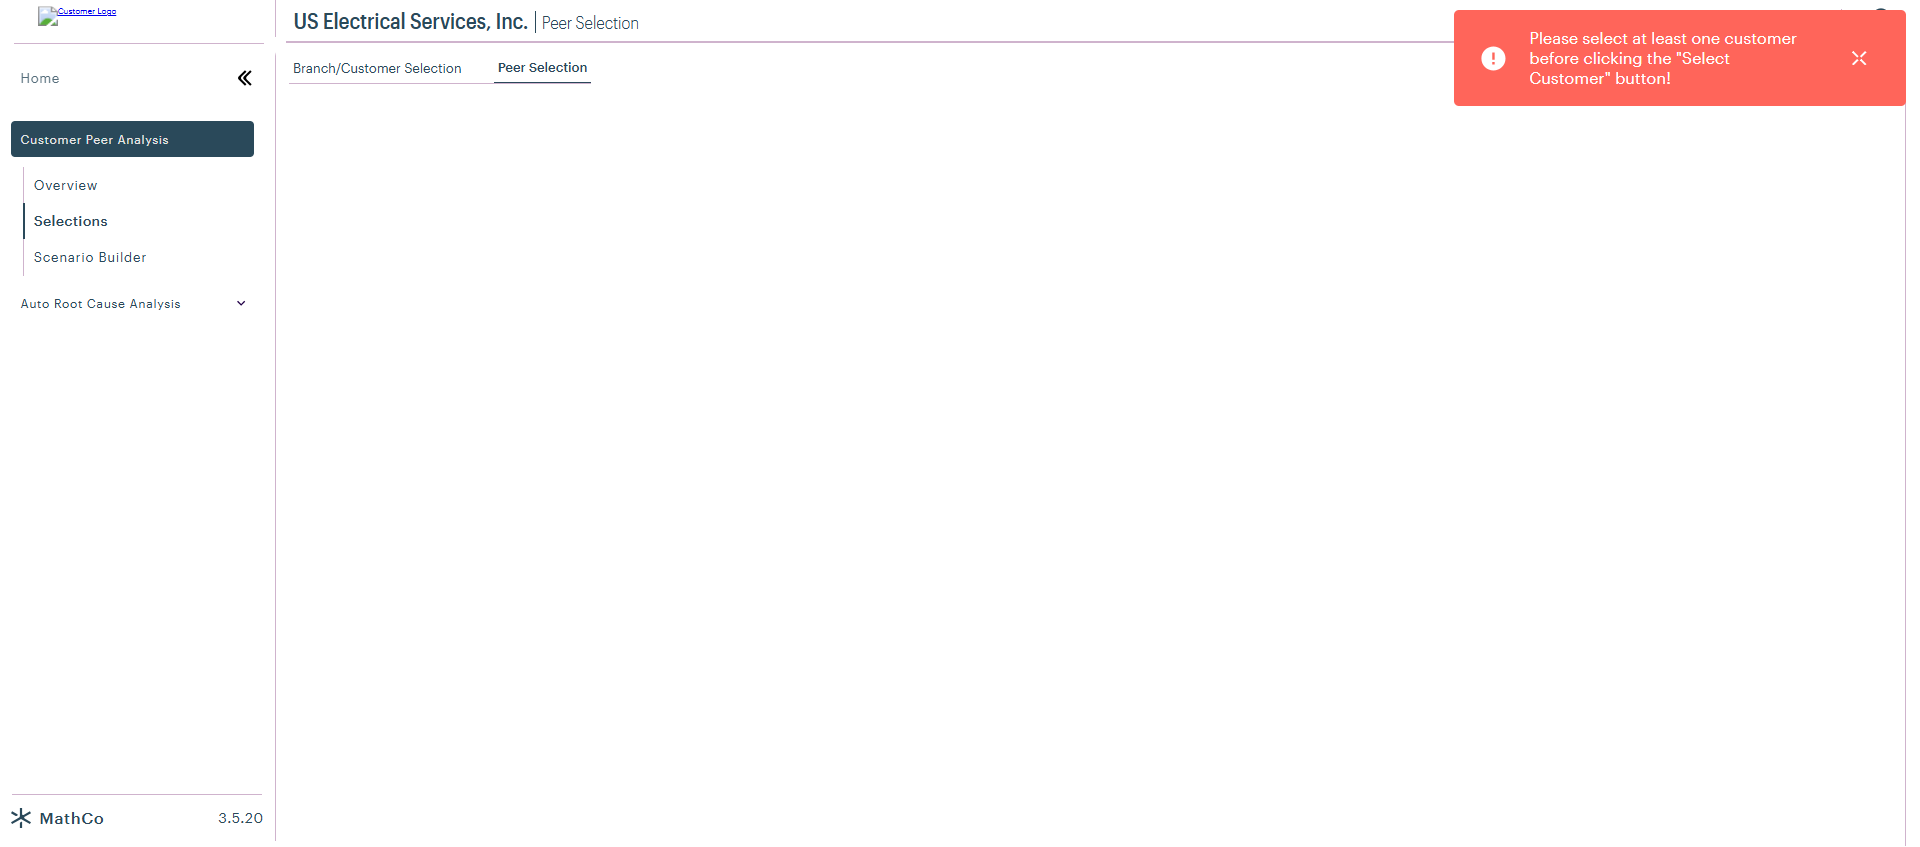 Customer Logo
US Electrical Services, Inc. | Peer Selection
Please select at least one customer
before clicking the "Select
Customer" button!
Home
Branch/Customer Selection
Peer Selection
Customer Peer Analysis
Overview
Selections
Scenario Builder
Auto Root Cause Analysis
MathCo
3.5.20